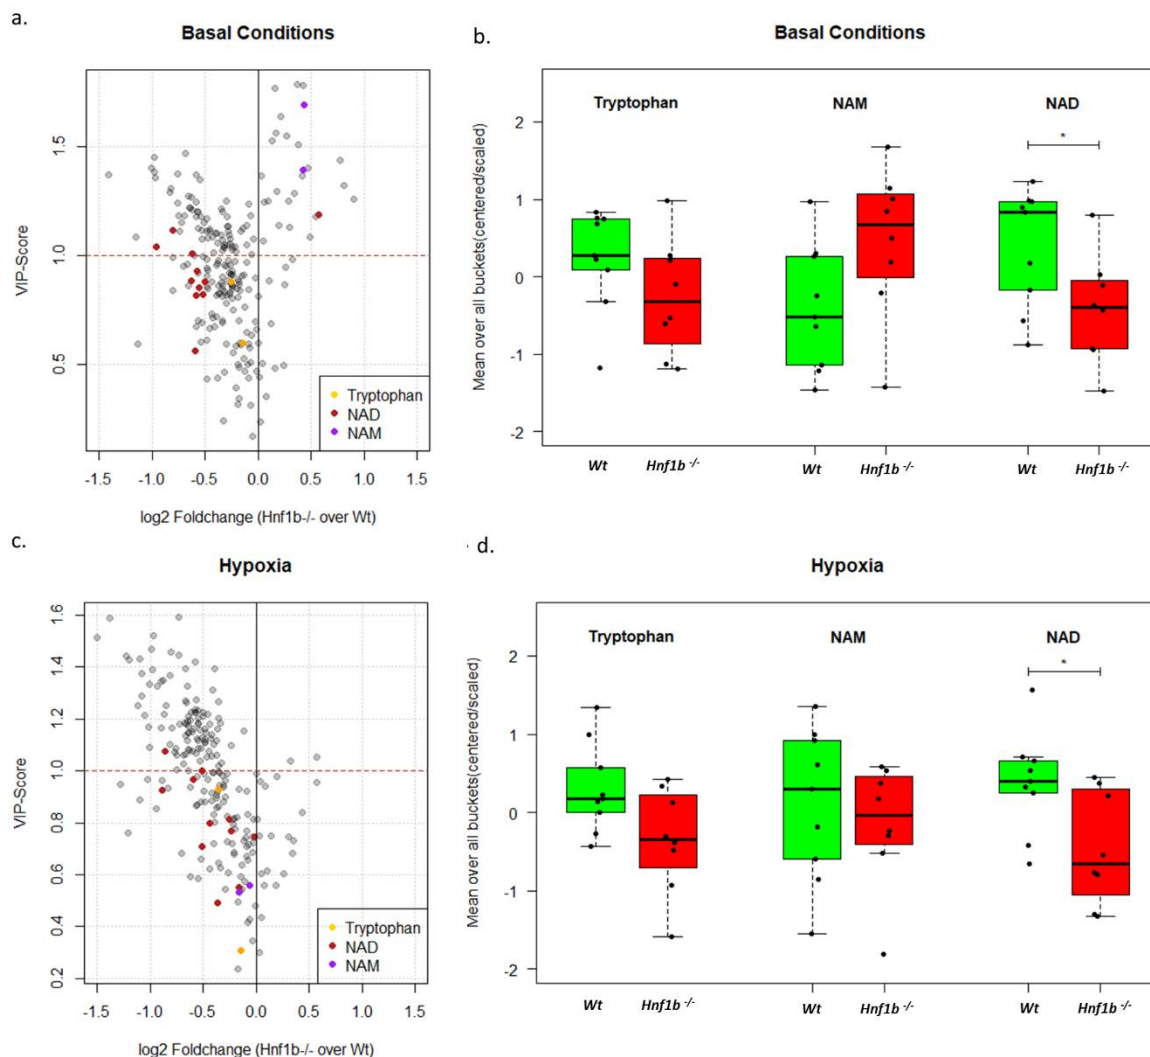 a.
Basal Conditions
VIP-Score
1.5
1.0
0.5
Tryptophan
NAD
NAM
-1.5 -1.0 -0.5 0.0 0.5 1.0 1.5
log2 Foldchange (Hnf1b-/- over Wt)
b.
Basal Conditions
Mean over all buckets(centered/scaled)
Tryptophan NAM NAD
*
2
1
0
-1
-2
Wt Hnf1b -/- Wt Hnf1b -/- Wt Hnf1b -/-
c.
Hypoxia
VIP-Score
1.6
1.4
1.2
1.0
0.8
0.6
0.4
0.2
Tryptophan
NAD
NAM
-1.5 -1.0 -0.5 0.0 0.5 1.0 1.5
log2 Foldchange (Hnf1b-/- over Wt)
d.
Hypoxia
Mean over all buckets(centered/scaled)
Tryptophan NAM NAD
*
2
1
0
-1
-2
Wt Hnf1b -/- Wt Hnf1b -/- Wt Hnf1b -/-